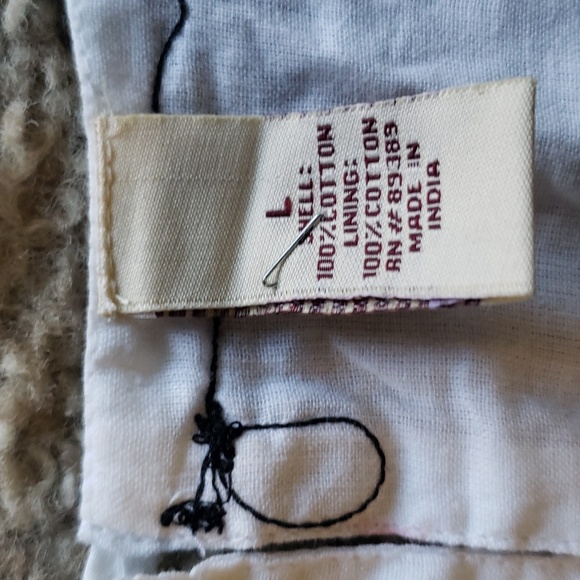 L
SHELL:
100%COTTON
LINING:
100%COTTON
RN# 89389
MADE IN
INDIA